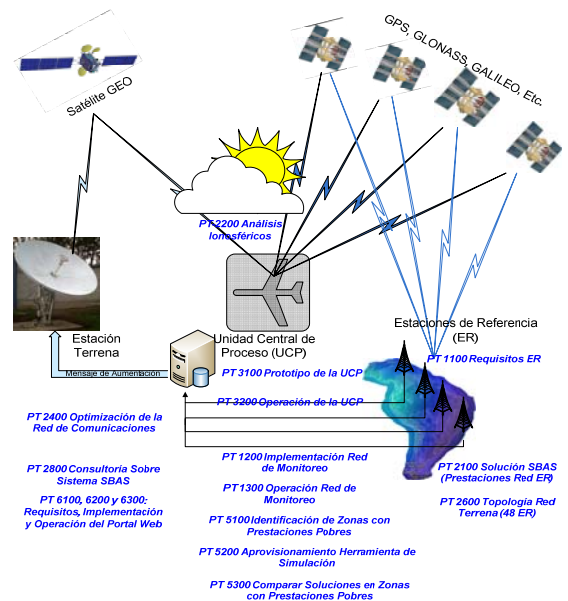 GPS, GLONASS, GALILEO, Etc.
Satélite GEO
PT 2200 Análisis
Ionosféricos
Estación
Terrena
Unidad Central de
Proceso (UCP)
Estaciones de Referencia
(ER)
PT 1100 Requisitos ER
Mensaje de Aumentación
PT 3100 Prototipo de la UCP
PT 3200 Operación de la UCP
PT 2400 Optimización de la
Red de Comunicaciones
PT 2800 Consultoría Sobre
Sistema SBAS
PT 6100, 6200 y 6300:
Requisitos, Implementación
y Operación del Portal Web
PT 1200 Implementación Red
de Monitoreo
PT 1300 Operación Red de
Monitoreo
PT 5100 Identificación de Zonas con
Prestaciones Pobres
PT 5200 Aprovisionamiento Herramienta de
Simulación
PT 5300 Comparar Soluciones en Zonas
con Prestaciones Pobres
PT 2100 Solución SBAS
(Prestaciones Red ER)
PT 2600 Topología Red
Terrena (48 ER)